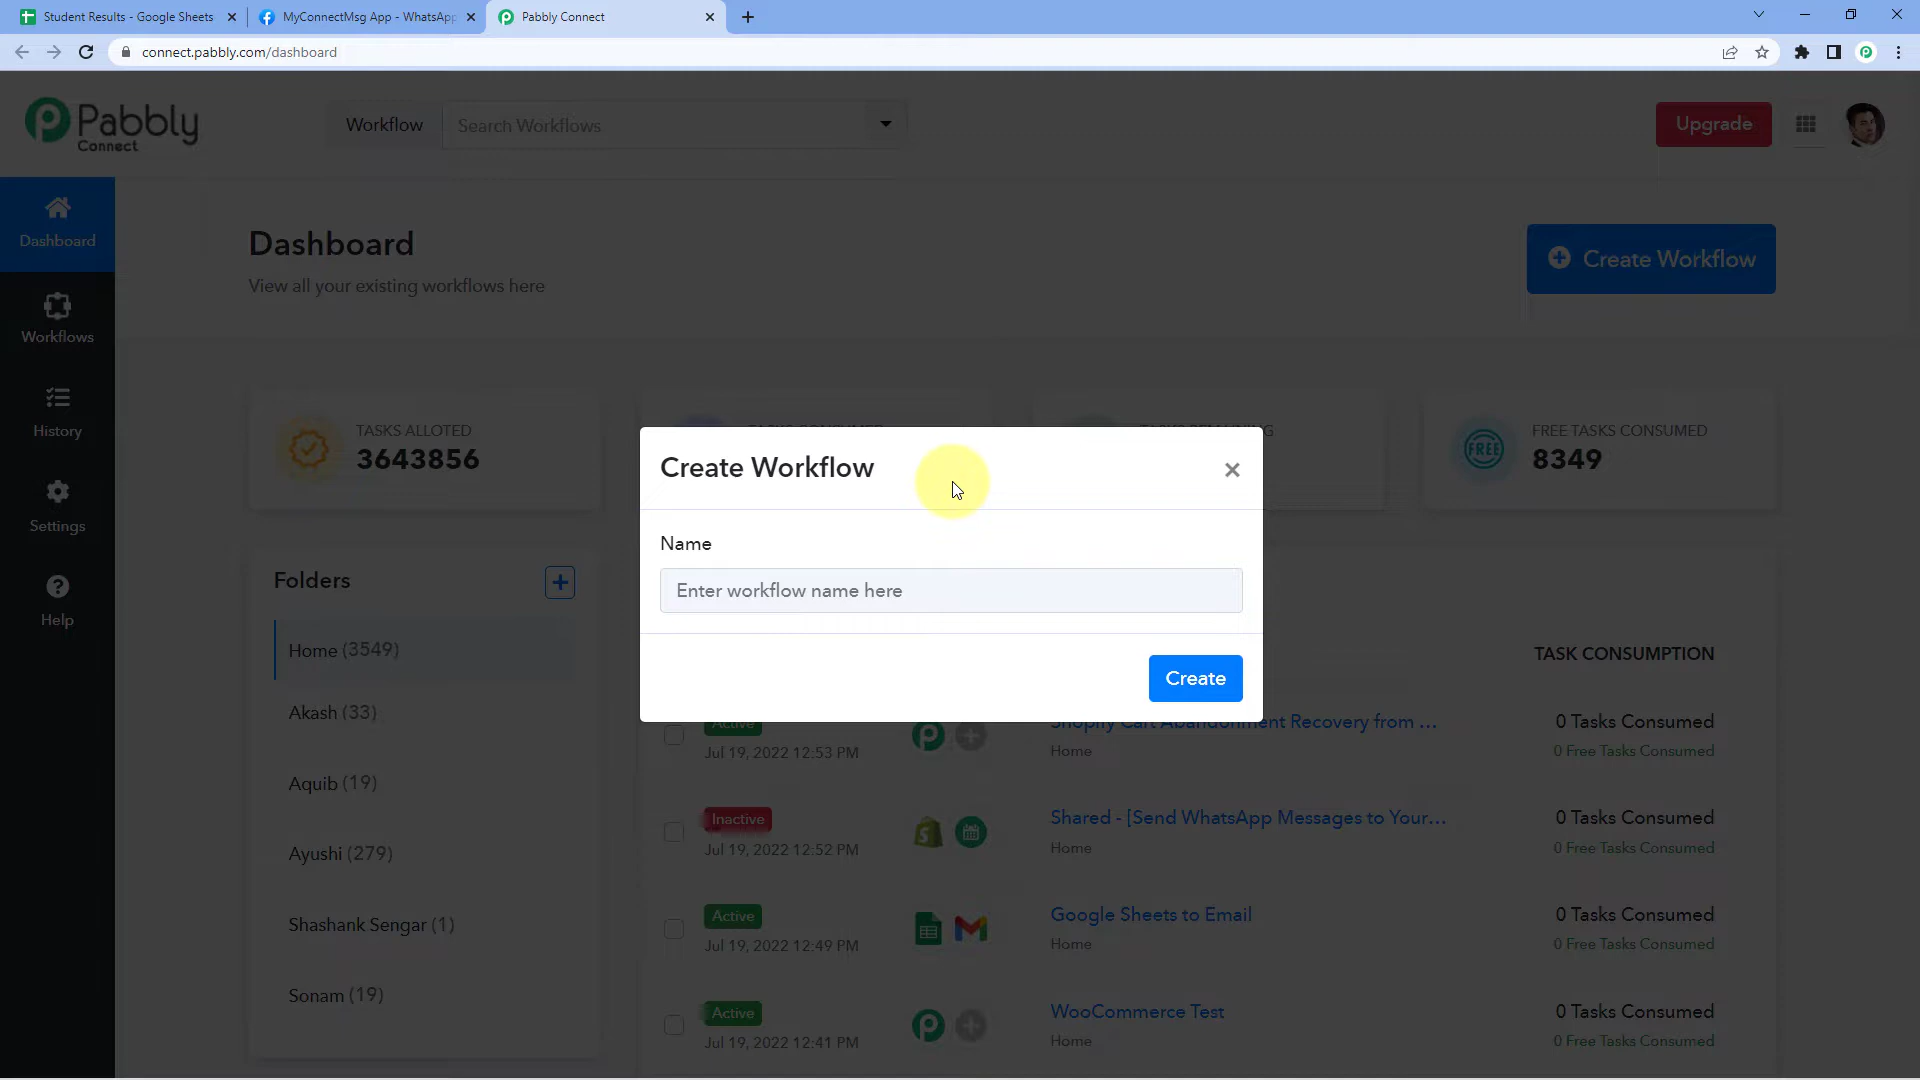 Student Results - Google Sheets
MyConnectMsg App - WhatsApp
Pabbly Connect
connect.pabbly.com/dashboard
Pabbly
Connect
Workflow
Search Workflows
Upgrade
Dashboard
Workflows
History
Settings
Help
Dashboard
View all your existing workflows here
Create Workflow
TASKS ALLOTED
3643856
FREE
FREE TASKS CONSUMED
8349
Create Workflow
Name
Enter workflow name here
Create
Folders
Home (3549)
Akash (33)
Aquib (19)
Ayushi (279)
Shashank Sengar (1)
Sonam (19)
TASK CONSUMPTION
Active
Jul 19, 2022 12:53 PM
Shopify Cart Abandonment Recovery from ...
Home
0 Tasks Consumed
0 Free Tasks Consumed
Inactive
Jul 19, 2022 12:52 PM
Shared - [Send WhatsApp Messages to Your...
Home
0 Tasks Consumed
0 Free Tasks Consumed
Active
Jul 19, 2022 12:49 PM
Google Sheets to Email
Home
0 Tasks Consumed
0 Free Tasks Consumed
Active
Jul 19, 2022 12:41 PM
WooCommerce Test
Home
0 Tasks Consumed
0 Free Tasks Consumed